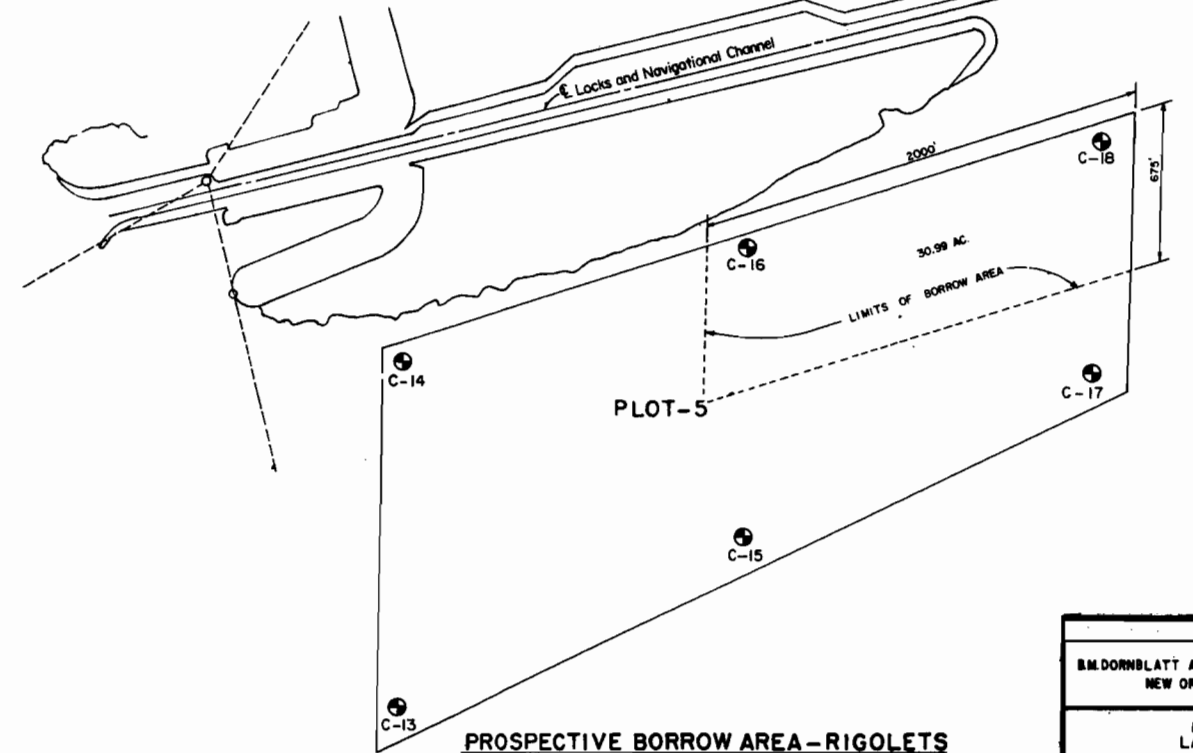 ℄ Locks and Navigational Channel
2000'
C-18
675'
C-16
30.99 AC.
LIMITS OF BORROW AREA
C-14
C-17
PLOT-5
C-15
B.M.DORNBLATT A
NEW OR
LA
C-13
PROSPECTIVE BORROW AREA-RIGOLETS